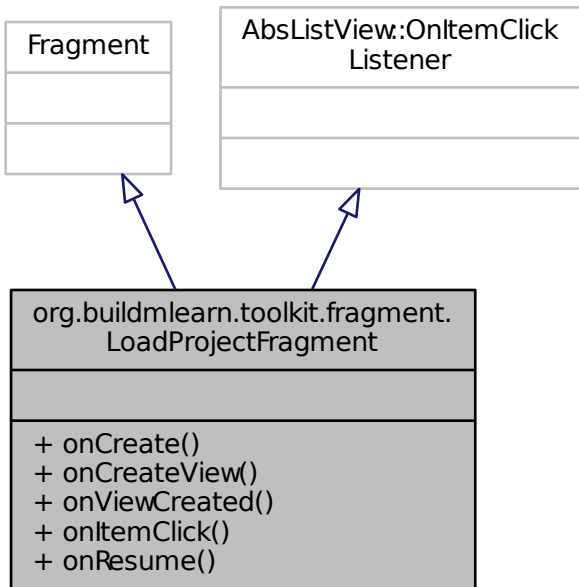 Fragment
AbsListView::OnItemClick
Listener
org.buildmlearn.toolkit.fragment.
LoadProjectFragment
+ onCreate()
+ onCreateView()
+ onViewCreated()
+ onItemClick()
+ onResume()